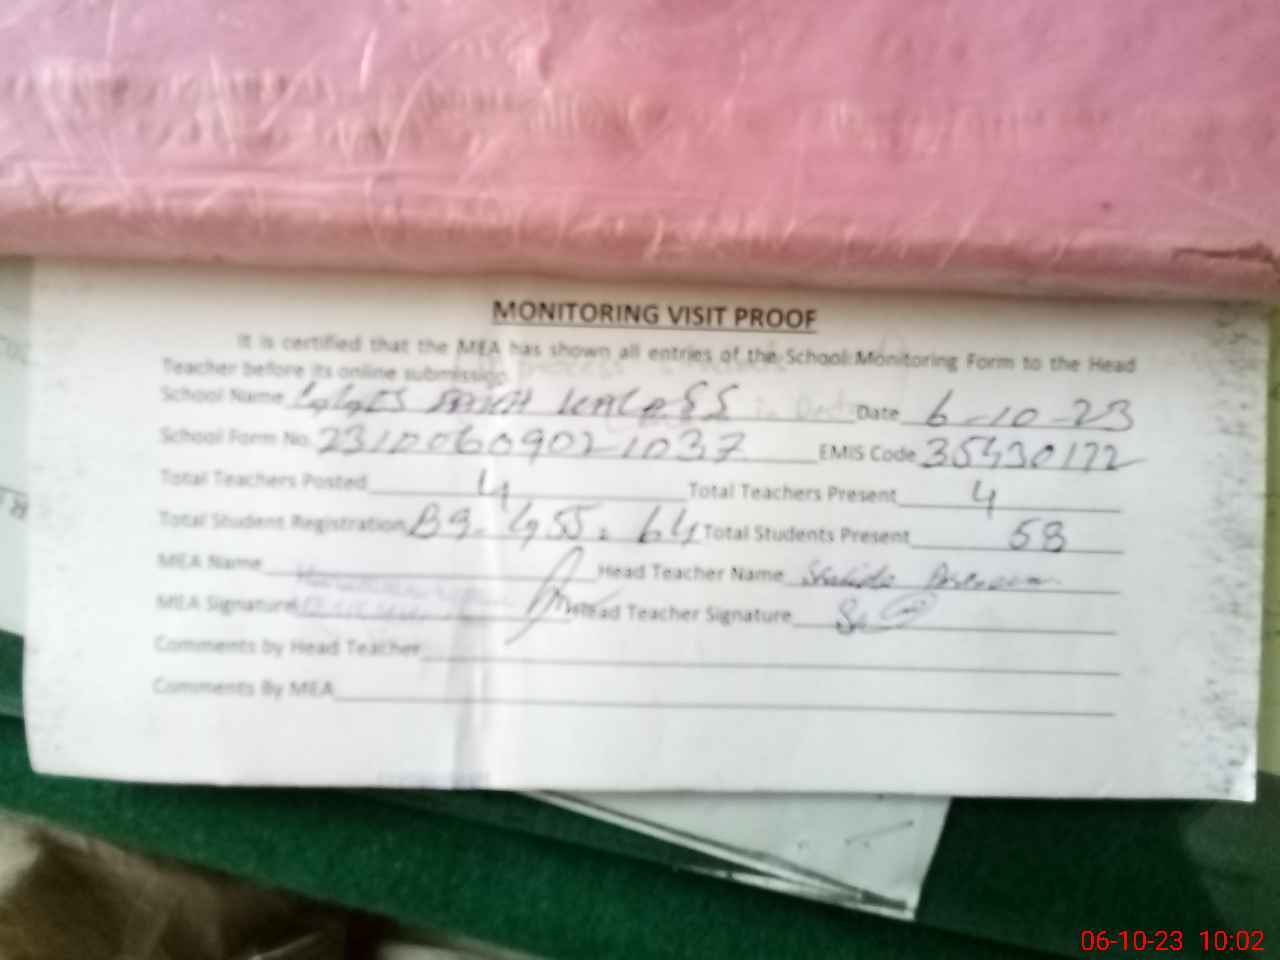 MONITORING VISIT PROOF
It is certified that the MEA has shown all entries of the School Monitoring Form to the Head
Teacher before its online submission
School Name Date 6-10-23
School Form No. EMIS Code 35430172
Total Teachers Posted 4 Total Teachers Present 4
Total Student Registration 64 Total Students Present 58
MEA Name Head Teacher Name
MEA Signature Head Teacher Signature
Comments by Head Teacher
Comments By MEA
06-10-23 10:02